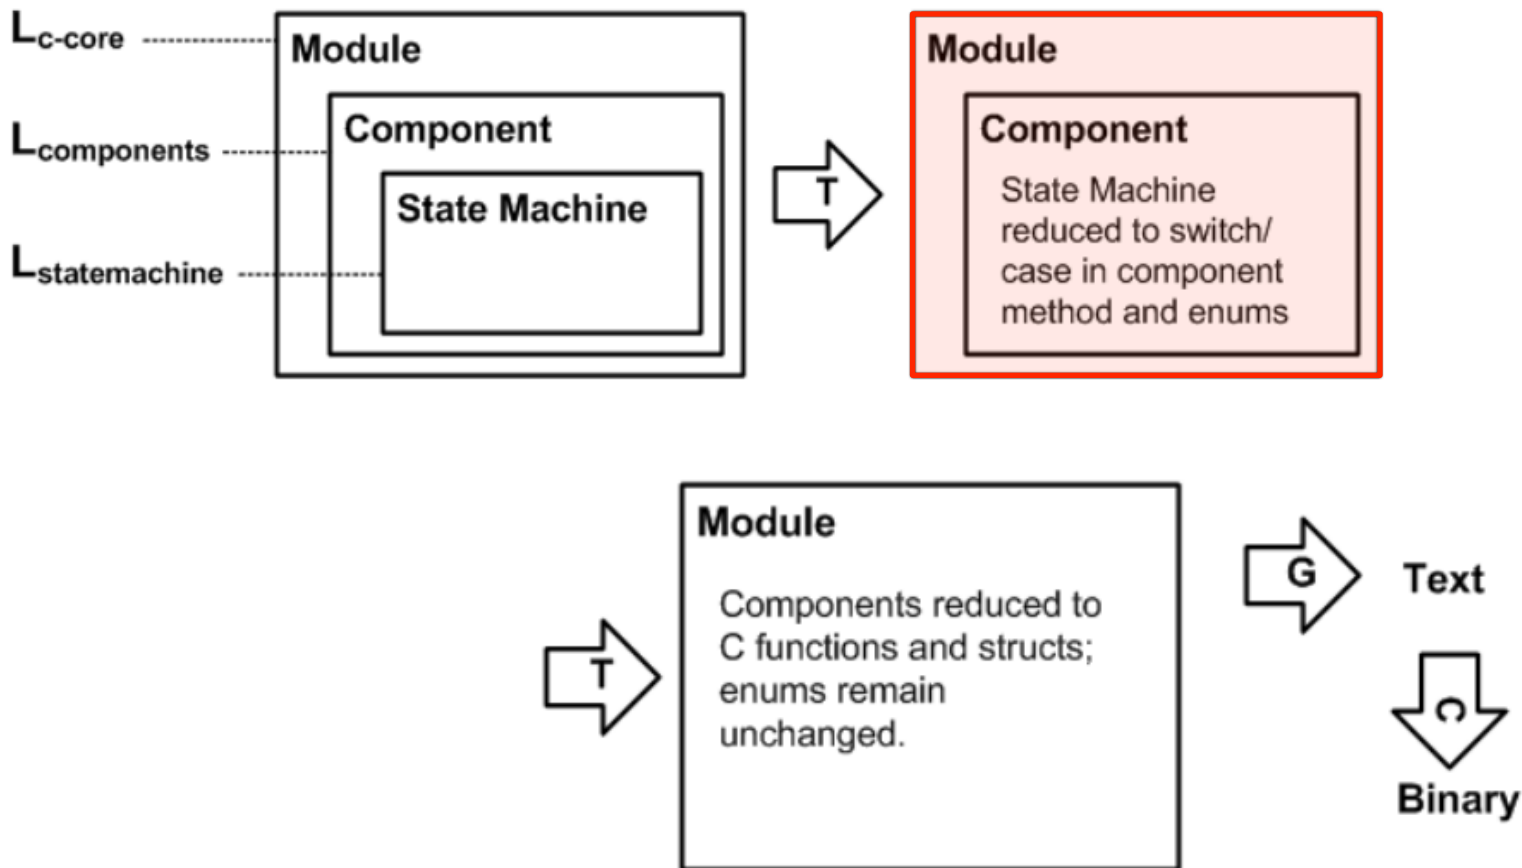 Lc-core
Module
Lcomponents
Component
Lstatemachine
State Machine
T
Module
Component
State Machine
reduced to switch/
case in component
method and enums
T
Module
Components reduced to
C functions and structs;
enums remain
unchanged.
G
Text
C
Binary